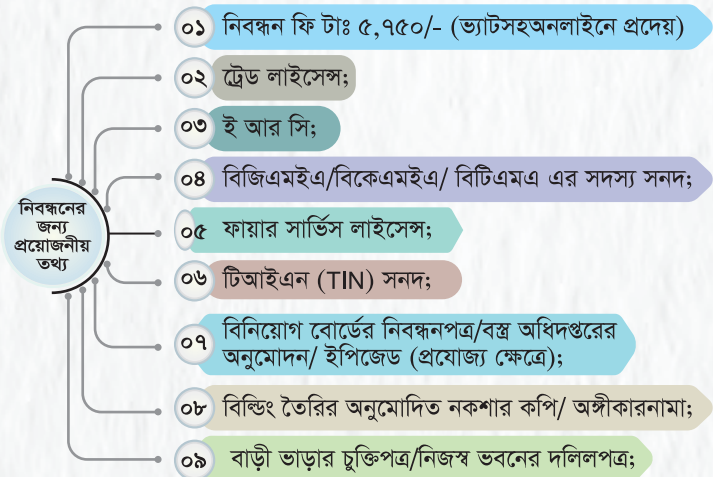 নিবন্ধনের
জন্য
প্রয়োজনীয়
তথ্য
০১ নিবন্ধন ফি টাঃ ৫,৭৫০/- (ভ্যাটসহঅনলাইনে প্রদেয়)
০২ ট্রেড লাইসেন্স;
০৩ ই আর সি;
০৪ বিজিএমইএ/বিকেএমইএ/ বিটিএমএ এর সদস্য সনদ;
০৫ ফায়ার সার্ভিস লাইসেন্স;
০৬ টিআইএন (TIN) সনদ;
০৭ বিনিয়োগ বোর্ডের নিবন্ধনপত্র/বস্ত্র অধিদপ্তরের
অনুমোদন/ ইপিজেড (প্রযোজ্য ক্ষেত্রে);
০৮ বিল্ডিং তৈরির অনুমোদিত নকশার কপি/ অঙ্গীকারনামা;
০৯ বাড়ী ভাড়ার চুক্তিপত্র/নিজস্ব ভবনের দলিলপত্র;